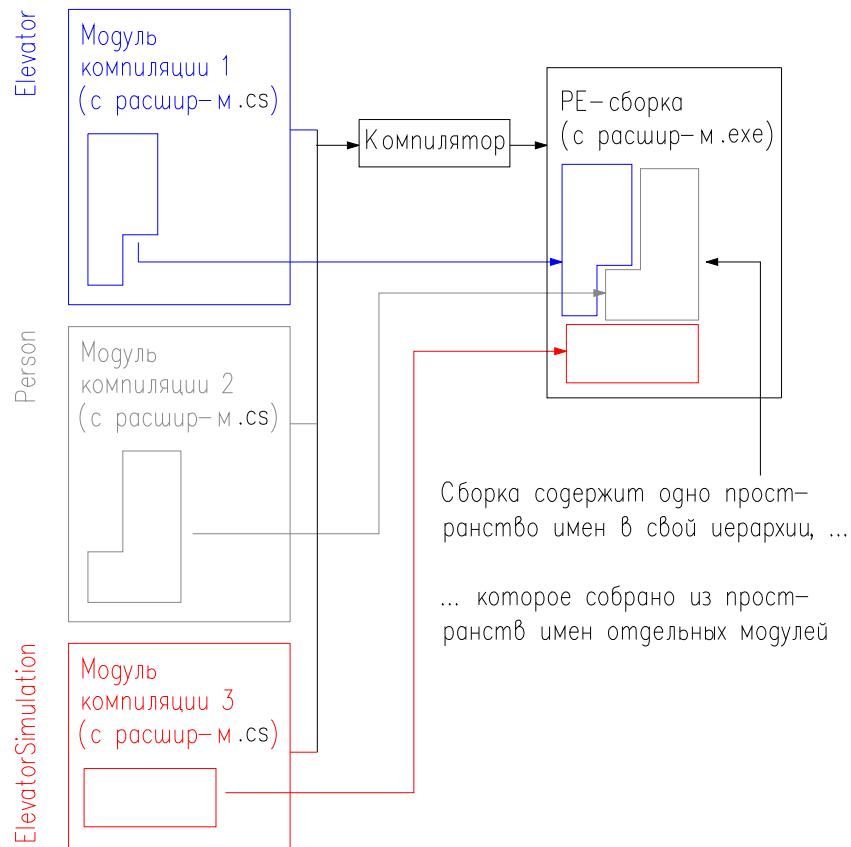 Elevator
Модуль
компиляции 1
(с расшир-м.cs)
Компилятор
PE-сборка
(с расшир-м.exe)
Person
Модуль
компиляции 2
(с расшир-м.cs)
Сборка содержит одно прост-
ранство имен в свой иерархии, ...
... которое собрано из прост-
ранств имен отдельных модулей
ElevatorSimulation
Модуль
компиляции 3
(с расшир-м.cs)